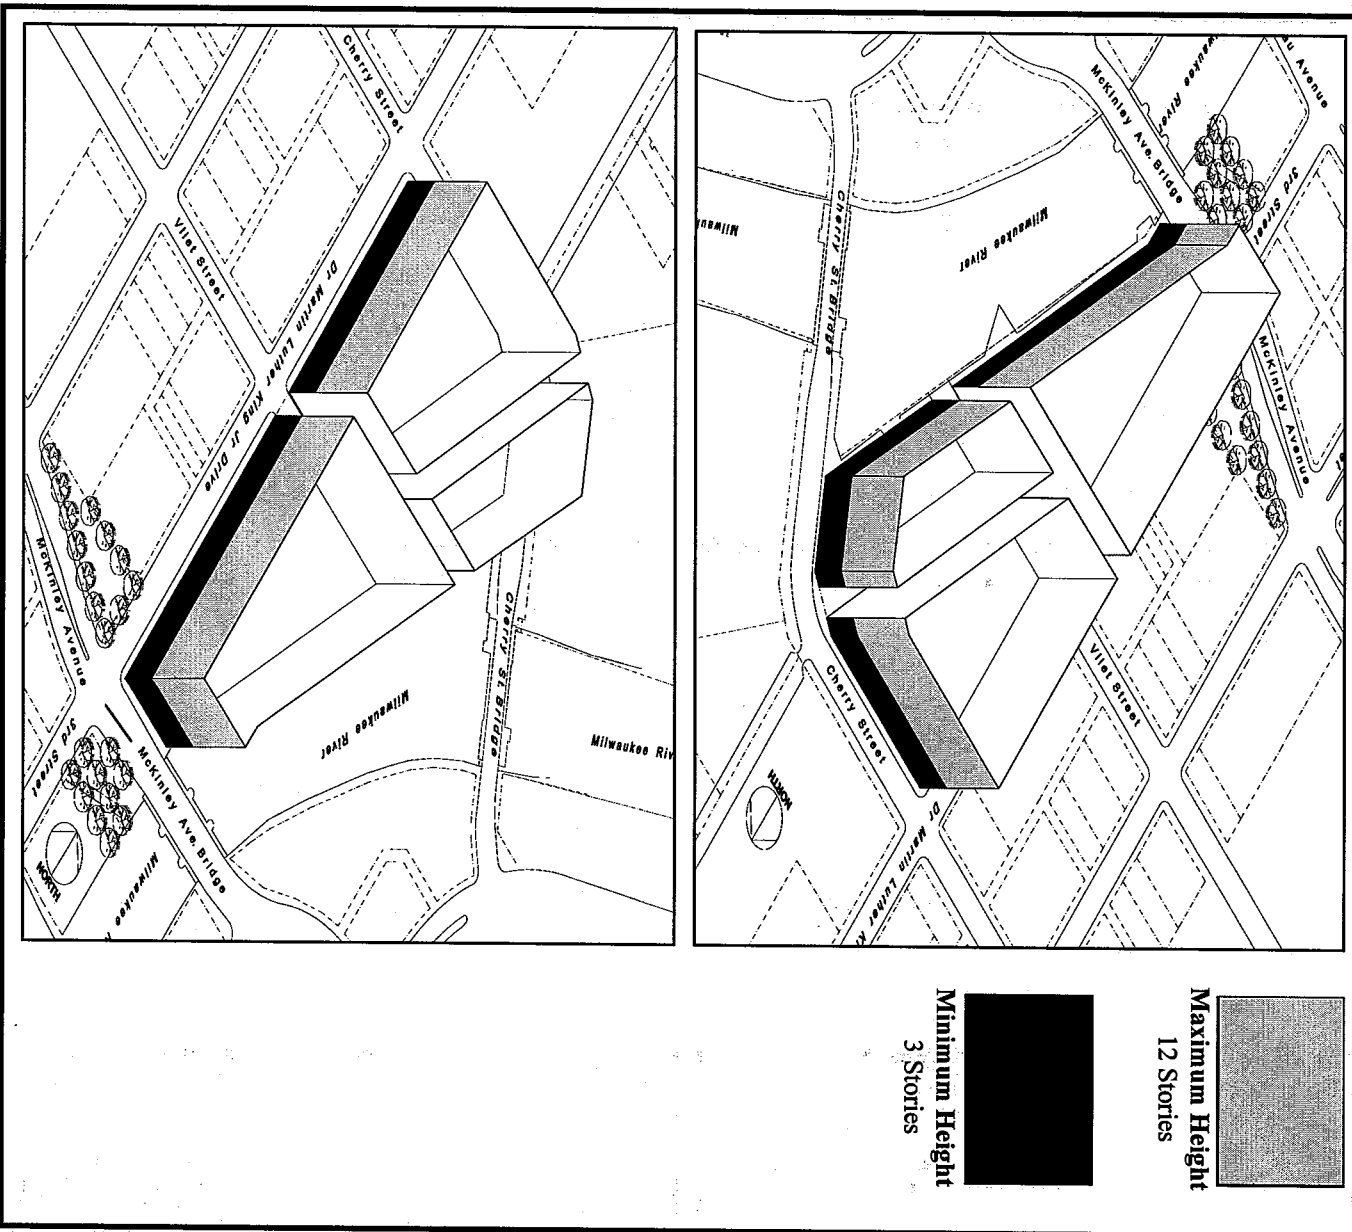 Cherry Street
Vliet Street
Dr Martin Luther King Jr Drive
McKinley Avenue
3rd Street
McKinley Ave. Bridge
Milwaukee River
Cherry St. Bridge
Milwaukee Riv
Milwaukee
NORTH
McKinley Ave. Bridge
3rd Street
McKinley Avenue
Milwaukee River
Cherry St. Bridge
Vliet Street
Cherry Street
Dr Martin Luther K
NORTH
Maximum Height
12 Stories
Minimum Height
3 Stories